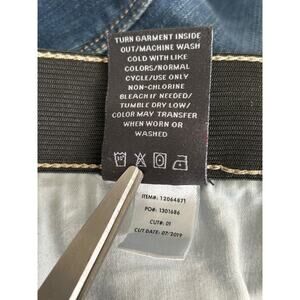 TURN GARMENT INSIDE
OUT/MACHINE WASH
COLD WITH LIKE
COLORS/NORMAL
CYCLE/USE ONLY
NON-CHLORINE
BLEACH IF NEEDED/
TUMBLE DRY LOW/
COLOR MAY TRANSFER
WHEN WORN OR
WASHED
ITEM#: 12064871
PO#: 1301686
CUT#: 01
CUT DATE: 07/2019